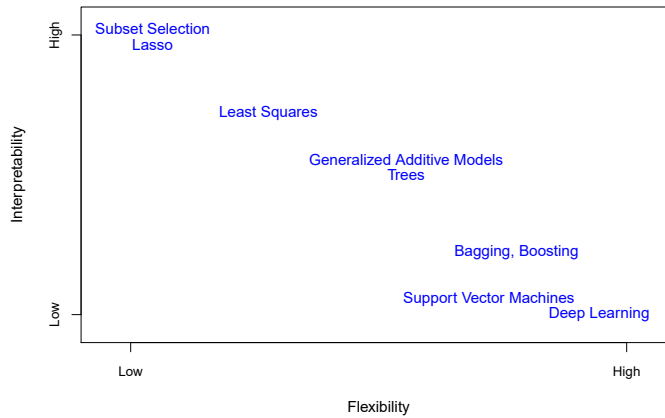 High
Subset Selection
Lasso
Least Squares
Generalized Additive Models
Trees
Bagging, Boosting
Support Vector Machines
Deep Learning
Low
Interpretability
Low
High
Flexibility